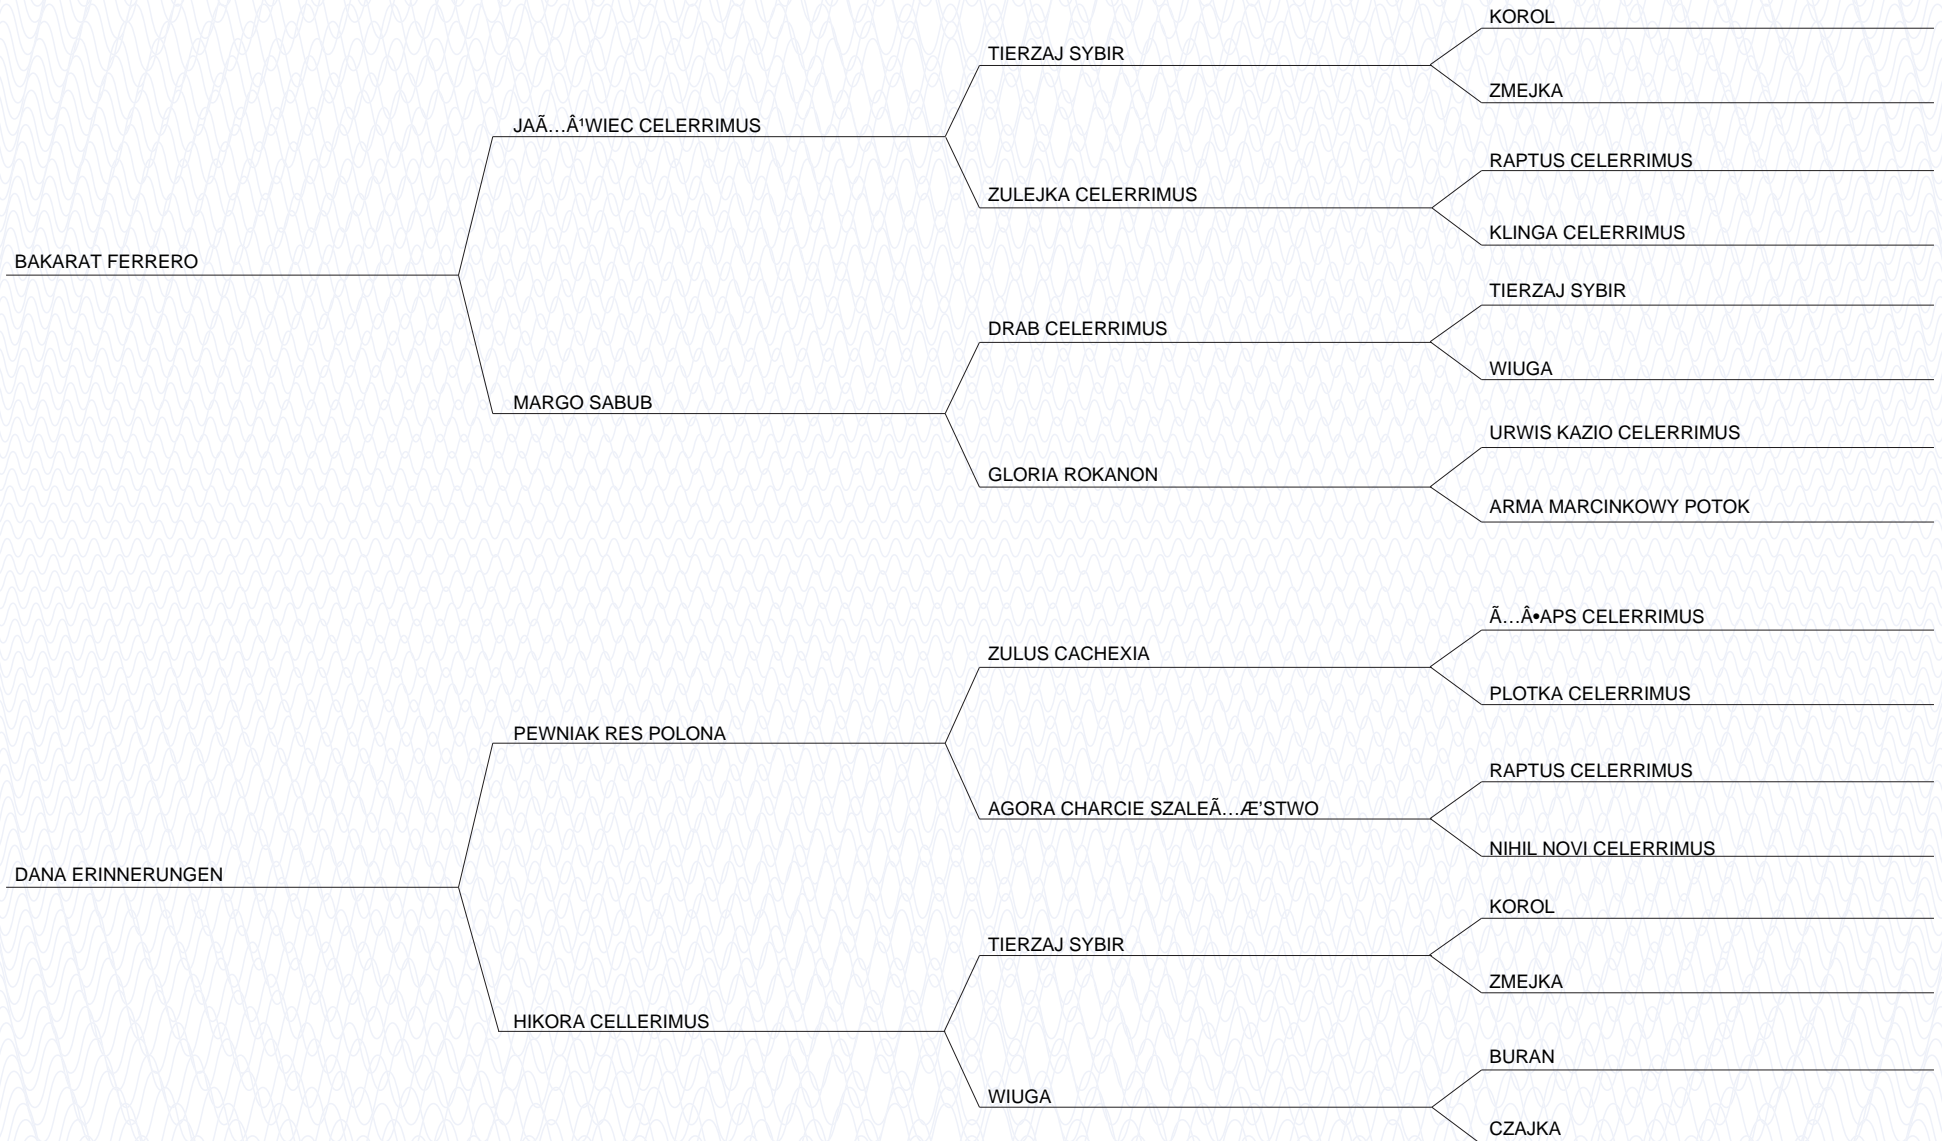 KOROL
TIERZAJ SYBIR
ZMEJKA
JAÃ…Â¹WIEC CELERRIMUS
RAPTUS CELERRIMUS
ZULEJKA CELERRIMUS
KLINGA CELERRIMUS
BAKARAT FERRERO
TIERZAJ SYBIR
DRAB CELERRIMUS
WIUGA
MARGO SABUB
URWIS KAZIO CELERRIMUS
GLORIA ROKANON
ARMA MARCINKOWY POTOK
Ã…Â•APS CELERRIMUS
ZULUS CACHEXIA
PLOTKA CELERRIMUS
PEWNIAK RES POLONA
RAPTUS CELERRIMUS
AGORA CHARCIE SZALEÃ…Æ'STWO
NIHIL NOVI CELERRIMUS
DANA ERINNERUNGEN
KOROL
TIERZAJ SYBIR
ZMEJKA
HIKORA CELLERIMUS
BURAN
WIUGA
CZAJKA